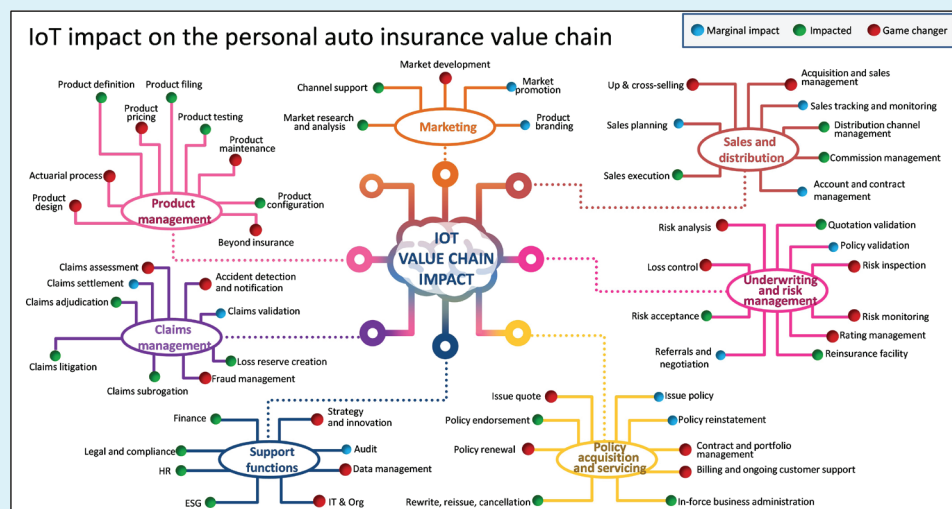 IoT impact on the personal auto insurance value chain
Marginal impact
Impacted
Game changer
Product definition
Product filing
Product
pricing
Product testing
Product
maintenance
Actuarial process
Product
design
Product
management
Product
configuration
Beyond insurance
Market development
Channel support
Market
promotion
Market research
and analysis
Marketing
Product
branding
Up & cross-selling
Acquisition and sales
management
Sales tracking and monitoring
Sales planning
Sales and
distribution
Distribution channel
management
Sales execution
Commission management
Account and contract
management
IOT
VALUE CHAIN
IMPACT
Risk analysis
Quotation validation
Policy validation
Loss control
Risk inspection
Underwriting and risk
management
Risk acceptance
Risk monitoring
Rating management
Referrals and
negotiation
Reinsurance facility
Claims assessment
Accident detection
and notification
Claims settlement
Claims adjudication
Claims validation
Claims
management
Claims litigation
Loss reserve creation
Claims subrogation
Fraud management
Finance
Strategy
and innovation
Legal and compliance
Support
functions
Audit
HR
Data management
ESG
IT & Org
Issue quote
Issue policy
Policy endorsement
Policy reinstatement
Policy renewal
Policy
acquisition
and servicing
Contract and portfolio
management
Billing and ongoing customer support
Rewrite, reissue, cancellation
In-force business administration